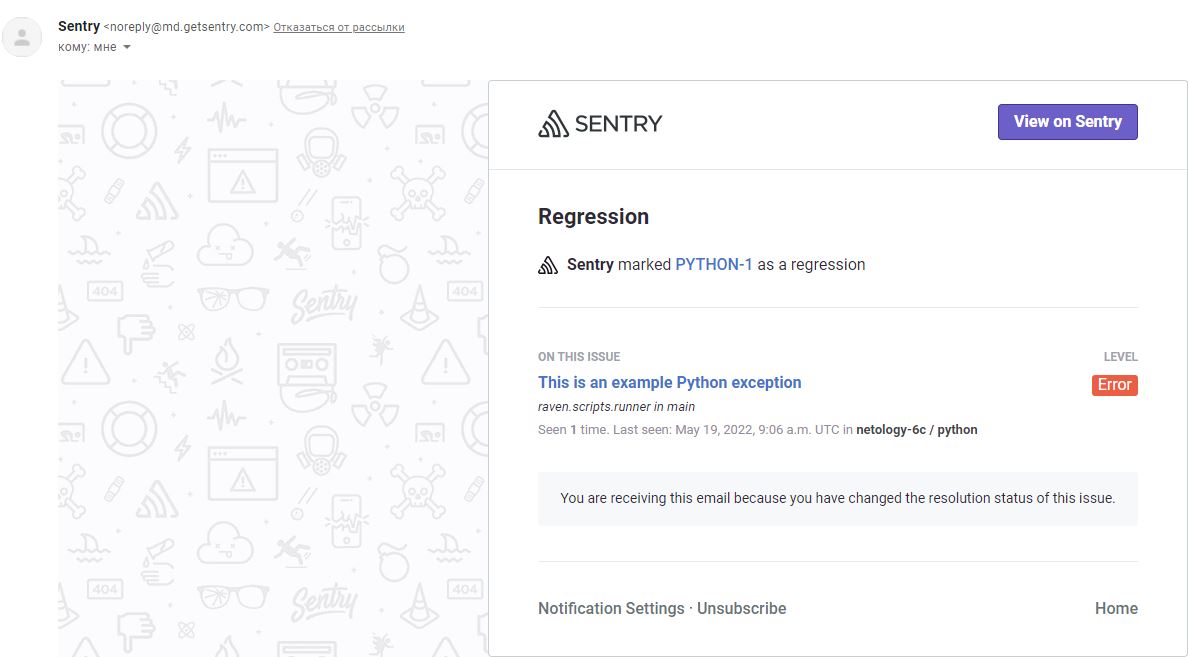 Sentry <noreply@md.getsentry.com> Отказаться от рассылки
кому: мне
SENTRY
View on Sentry
Regression
Sentry marked PYTHON-1 as a regression
ON THIS ISSUE
LEVEL
This is an example Python exception
Error
raven.scripts.runner in main
Seen 1 time. Last seen: May 19, 2022, 9:06 a.m. UTC in netology-6c / python
You are receiving this email because you have changed the resolution status of this issue.
Notification Settings · Unsubscribe
Home
404
404
Sentry
404
404
Sentry